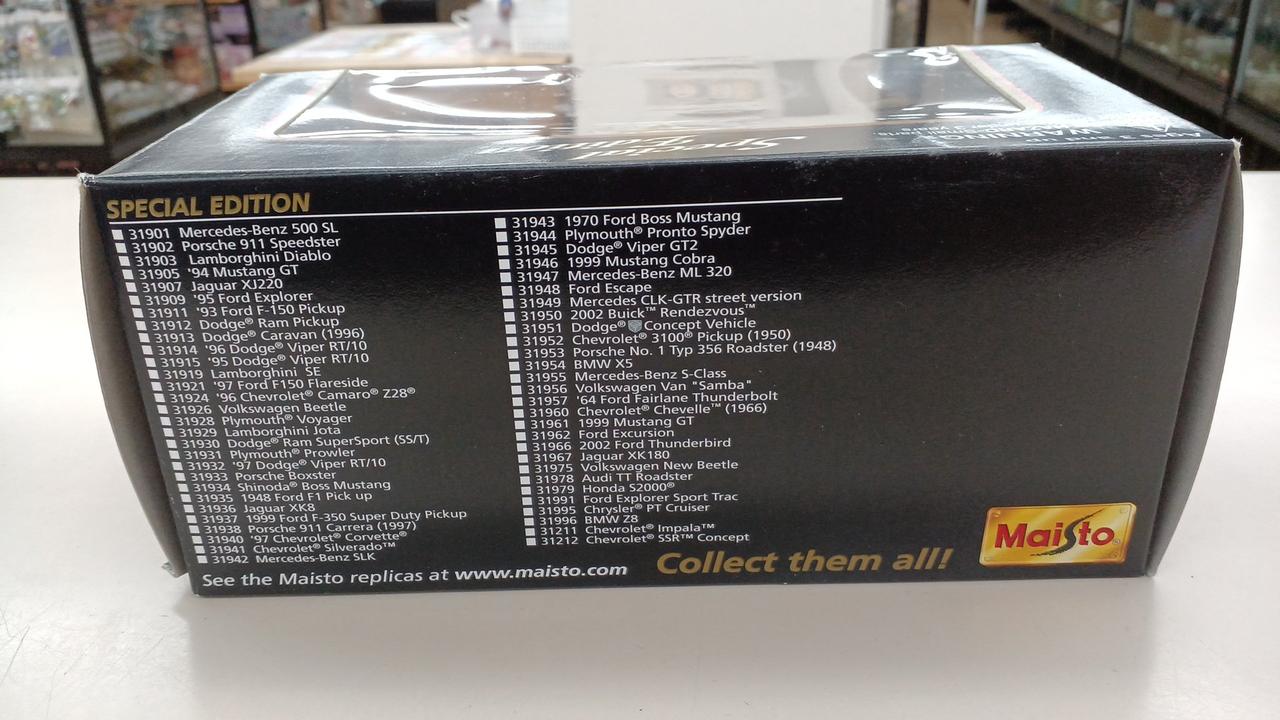 Special
WARNING:
SPECIAL EDITION
31901 Mercedes-Benz 500 SL
31902 Porsche 911 Speedster
31903 Lamborghini Diablo
31905 '94 Mustang GT
31907 Jaguar XJ220
31909 '95 Ford Explorer
31911 '93 Ford F-150 Pickup
31912 Dodge® Ram Pickup
31913 Dodge® Caravan (1996)
31914 '96 Dodge® Viper RT/10
31915 '95 Dodge® Viper RT/10
31919 Lamborghini SE
31921 '97 Ford F150 Flareside
31924 '96 Chevrolet® Camaro® Z28®
31926 Volkswagen Beetle
31928 Plymouth® Voyager
31929 Lamborghini Jota
31930 Dodge® Ram SuperSport (SS/T)
31931 Plymouth® Prowler
31932 '97 Dodge® Viper RT/10
31933 Porsche Boxster
31934 Shinoda® Boss Mustang
31935 1948 Ford F1 Pick up
31936 Jaguar XK8
31937 1999 Ford F-350 Super Duty Pickup
31938 Porsche 911 Carrera (1997)
31940 '97 Chevrolet® Corvette®
31941 Chevrolet® Silverado™
31942 Mercedes-Benz SLK
31943 1970 Ford Boss Mustang
31944 Plymouth® Pronto Spyder
31945 Dodge® Viper GT2
31946 1999 Mustang Cobra
31947 Mercedes-Benz ML 320
31948 Ford Escape
31949 Mercedes CLK-GTR street version
31950 2002 Buick™ Rendezvous™
31951 Dodge® Concept Vehicle
31952 Chevrolet® 3100® Pickup (1950)
31953 Porsche No. 1 Typ 356 Roadster (1948)
31954 BMW X5
31955 Mercedes-Benz S-Class
31956 Volkswagen Van "Samba"
31957 '64 Ford Fairlane Thunderbolt
31960 Chevrolet® Chevelle™ (1966)
31961 1999 Mustang GT
31962 Ford Excursion
31966 2002 Ford Thunderbird
31967 Jaguar XK180
31975 Volkswagen New Beetle
31978 Audi TT Roadster
31979 Honda S2000®
31991 Ford Explorer Sport Trac
31995 Chrysler® PT Cruiser
31996 BMW Z8
31211 Chevrolet® Impala™
31212 Chevrolet® SSR™ Concept
See the Maisto replicas at www.maisto.com
Collect them all!
Maisto